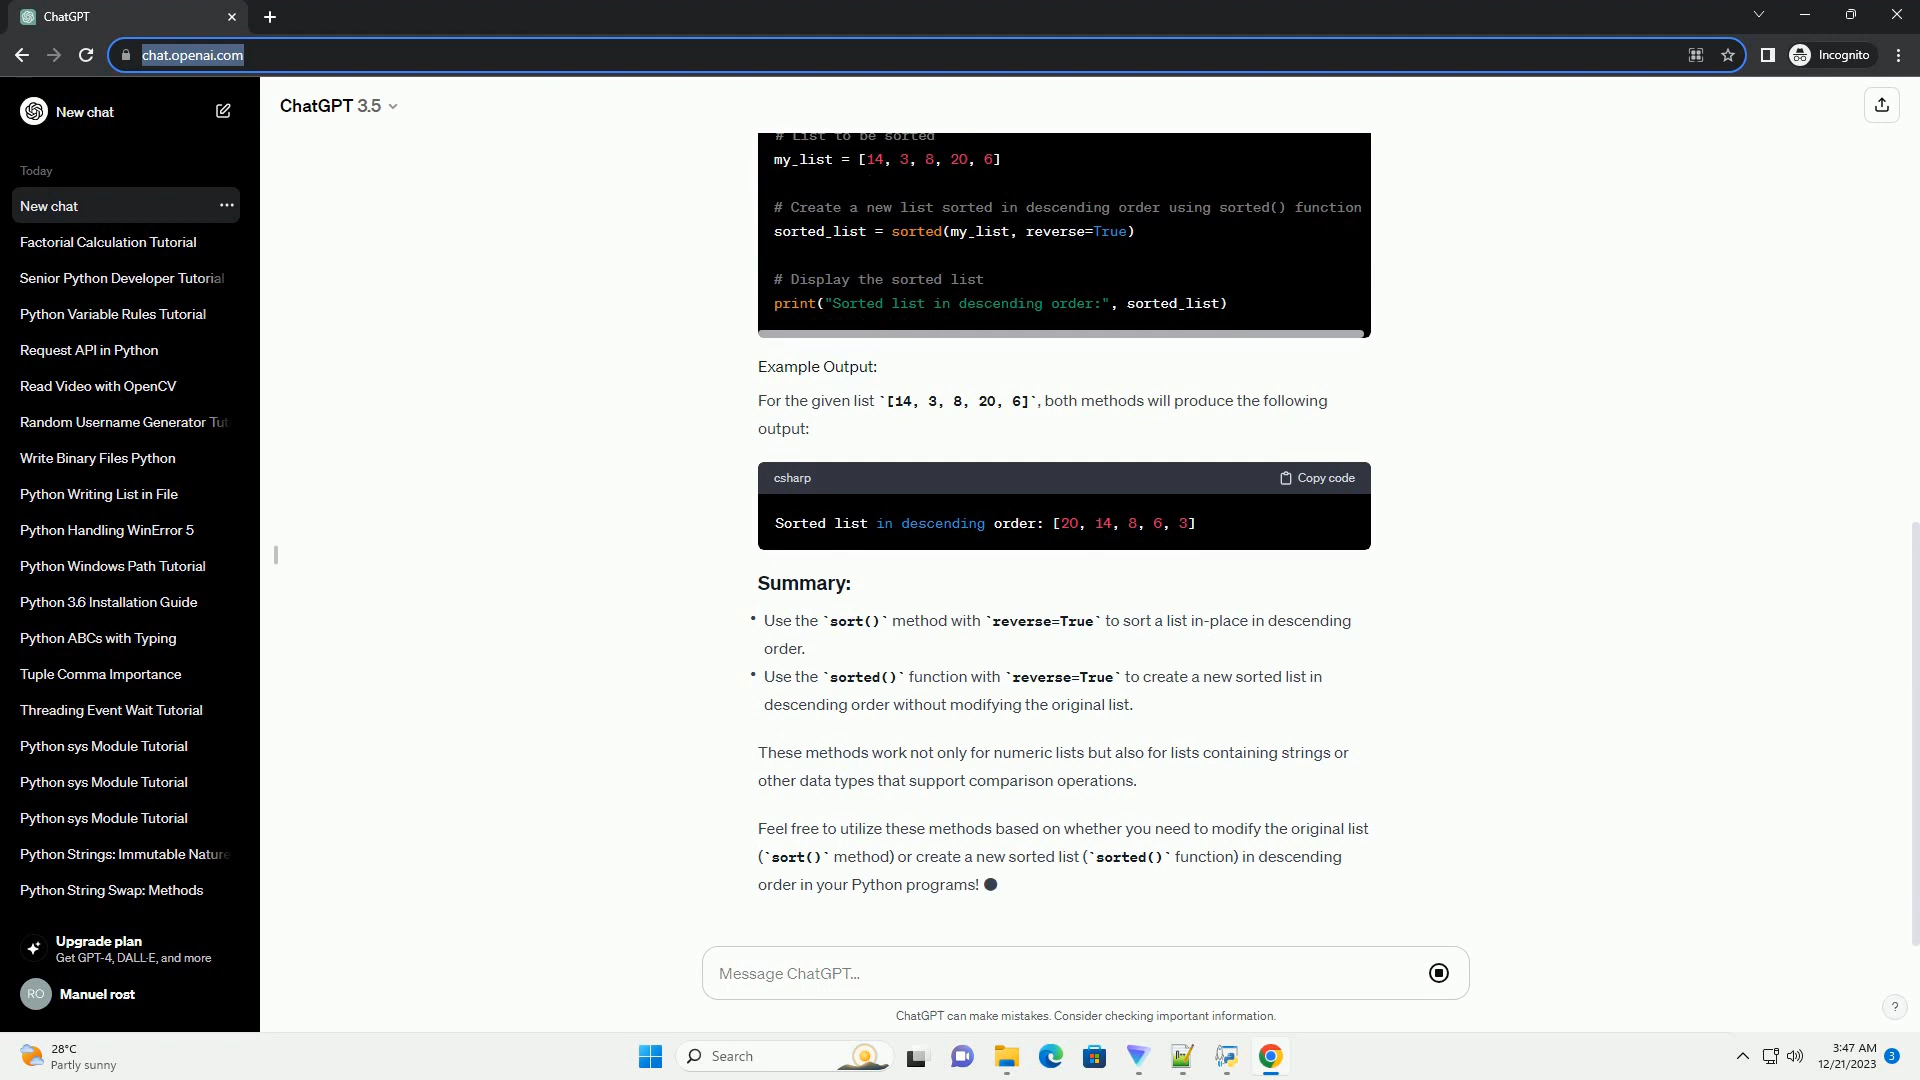 ChatGPT
chat.openai.com
Incognito
New chat
Today
New chat
Factorial Calculation Tutorial
Senior Python Developer Tutorial
Python Variable Rules Tutorial
Request API in Python
Read Video with OpenCV
Random Username Generator Tut
Write Binary Files Python
Python Writing List in File
Python Handling WinError 5
Python Windows Path Tutorial
Python 3.6 Installation Guide
Python ABCs with Typing
Tuple Comma Importance
Threading Event Wait Tutorial
Python sys Module Tutorial
Python sys Module Tutorial
Python sys Module Tutorial
Python Strings: Immutable Nature
Python String Swap: Methods
Upgrade plan
Get GPT-4, DALL·E, and more
RO Manuel rost
ChatGPT 3.5
# List to be sorted
my_list = [14, 3, 8, 20, 6]
# Create a new list sorted in descending order using sorted() function
sorted_list = sorted(my_list, reverse=True)
# Display the sorted list
print("Sorted list in descending order:", sorted_list)
Example Output:
For the given list `[14, 3, 8, 20, 6]`, both methods will produce the following
output:
csharp
Copy code
Sorted list in descending order: [20, 14, 8, 6, 3]
Summary:
• Use the `sort()` method with `reverse=True` to sort a list in-place in descending
order.
• Use the `sorted()` function with `reverse=True` to create a new sorted list in
descending order without modifying the original list.
These methods work not only for numeric lists but also for lists containing strings or
other data types that support comparison operations.
Feel free to utilize these methods based on whether you need to modify the original list
(`sort()` method) or create a new sorted list (`sorted()` function) in descending
order in your Python programs!
Message ChatGPT...
ChatGPT can make mistakes. Consider checking important information.
?
28°C
Partly sunny
Search
3:47 AM
12/21/2023
3